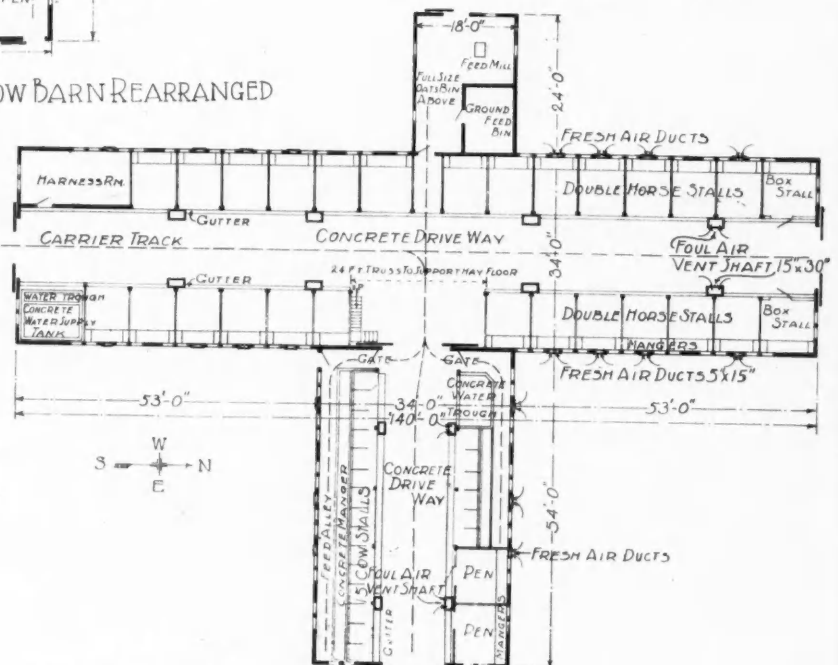 OW BARN REARRANGED
18'-0"
FEED MILL
FULL SIZE
OATS BIN
ABOVE
GROUND
FEED
BIN
24'-0"
FRESH AIR DUCTS
HARNESS RM.
DOUBLE HORSE STALLS
BOX
STALL
GUTTER
CARRIER TRACK
CONCRETE DRIVE WAY
34'-0"
FOUL AIR
VENT SHAFT 15"x30"
GUTTER
24 FT TRUSS TO SUPPORT HAY FLOOR
UP
WATER TROUGH
CONCRETE
WATER SUPPLY
TANK
DOUBLE HORSE STALLS
BOX
STALL
MANGERS
GATE
GATE
FRESH AIR DUCTS 5"x15"
CONCRETE
WATER
TROUGH
53'-0"
34'-0"
53'-0"
140'-0"
W
S N
E
CONCRETE
DRIVE
WAY
FEED ALLEY
CONCRETE MANGER
15 COW STALLS
54'-0"
FRESH AIR DUCTS
FOUL AIR
VENT SHAFT
PEN
GUTTER
MANGERS
PEN